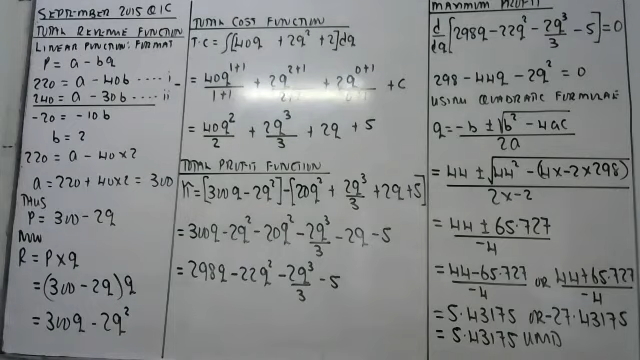 SEPTEMBER 2015 Q1C
TOTAL REVENUE FUNCTION
LINEAR FUNCTION: FORMAT
P = a - bq
220 = a - 40b ..... i
240 = a - 30b ...... ii
-20 = -10b
b = 2
220 = a - 40×2
a = 220 + 40×2 = 300
THUS
P = 300 - 2q
NOW
R = P × q
= (300 - 2q)q
= 300q - 2q²
TOTAL COST FUNCTION
T·C = ∫[40q + 2q² + 2]dq
= 40q^(1+1)/(1+1) + 2q^(2+1)/(2+1) + 2q^(0+1)/(0+1) + C
= 40q²/2 + 2q³/3 + 2q + 5
TOTAL PROFIT FUNCTION
π = [300q - 2q²] - [20q² + 2q³/3 + 2q + 5]
= 300q - 2q² - 20q² - 2q³/3 - 2q - 5
= 298q - 22q² - 2q³/3 - 5
MAXIMUM PROFIT
d/dq [298q - 22q² - 2q³/3 - 5] = 0
298 - 44q - 2q² = 0
USING QUADRATIC FORMULAE
q = -b ± √b² - 4ac / 2a
= 44 ± √44² - (4×-2×298) / 2×-2
= 44 ± 65.727 / -4
= 44 - 65.727 / -4 OR 44 + 65.727 / -4
= 5.43175 OR -27.43175
= 5.43175